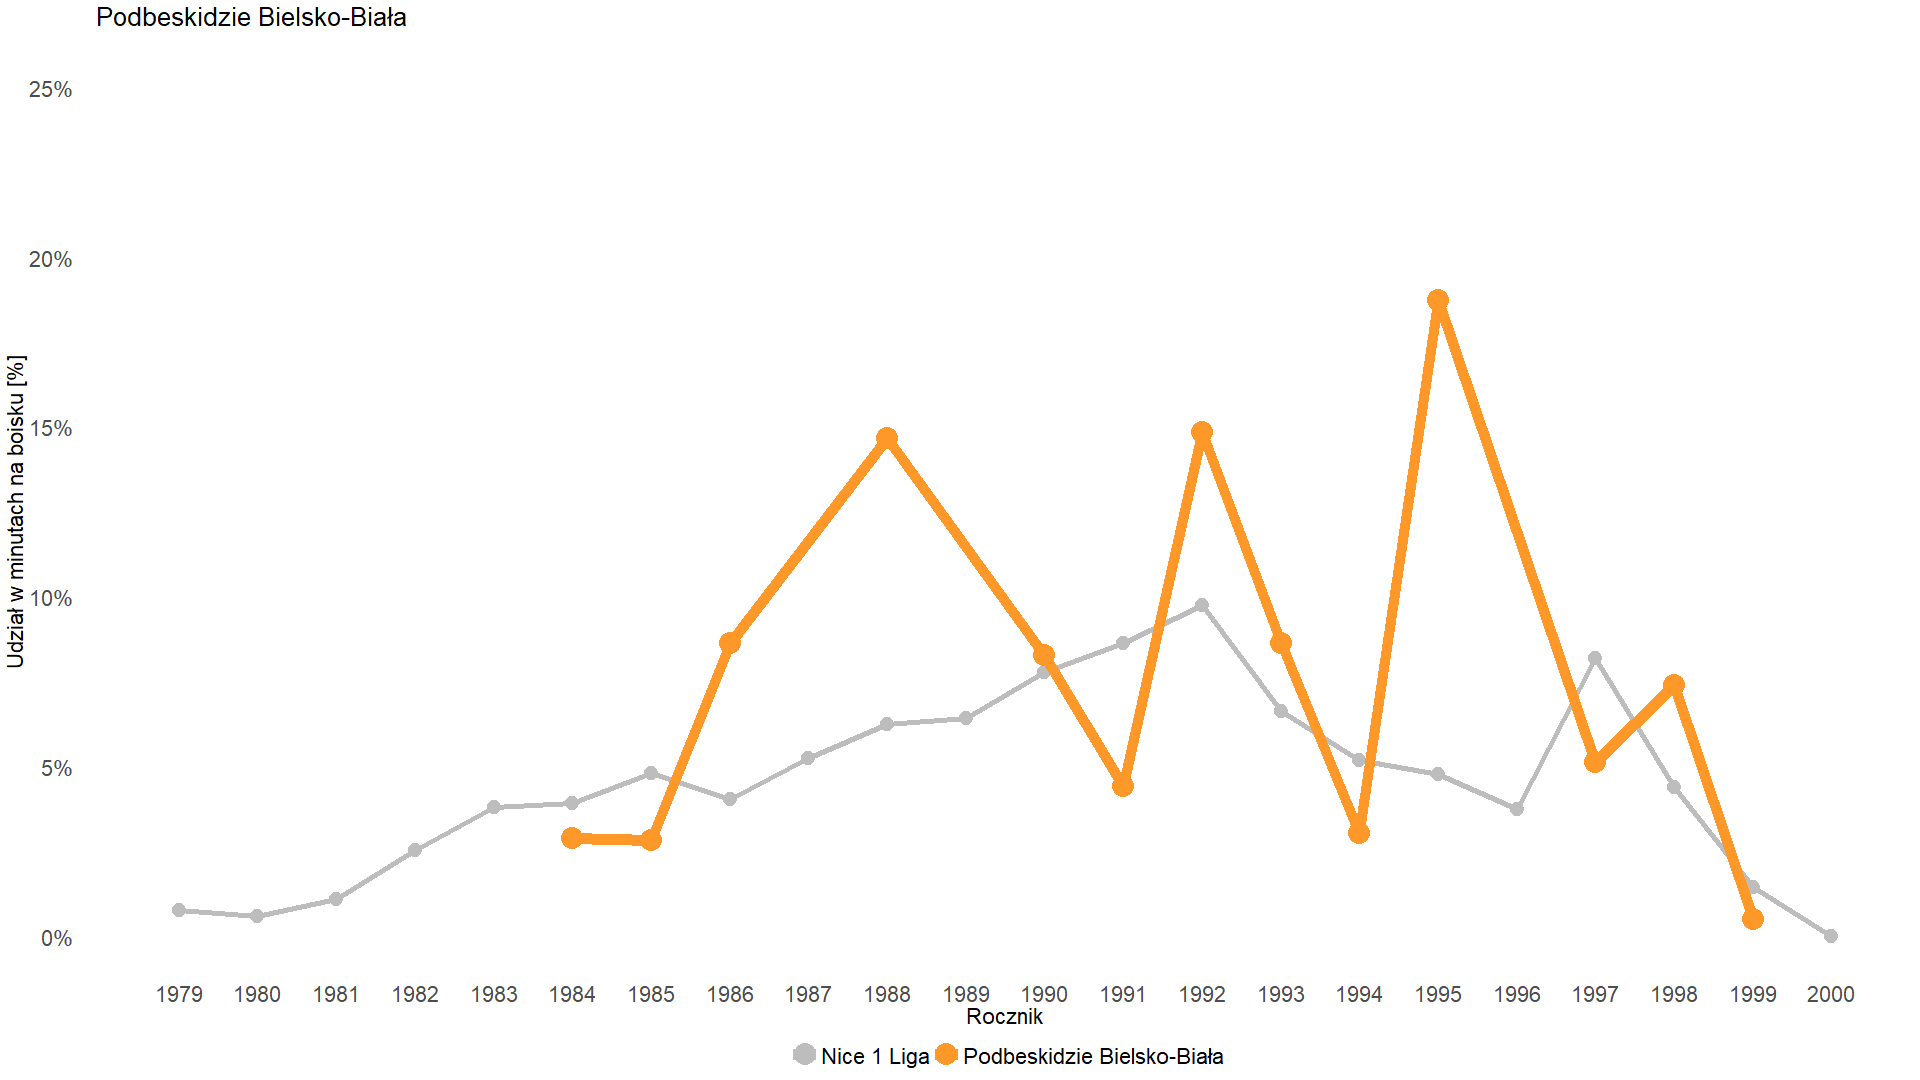 Podbeskidzie Bielsko-Biała
25%
20%
15%
10%
5%
0%
Udział w minutach na boisku [%]
1979 1980 1981 1982 1983 1984 1985 1986 1987 1988 1989 1990 1991 1992 1993 1994 1995 1996 1997 1998 1999 2000
Rocznik
Nice 1 Liga Podbeskidzie Bielsko-Biała